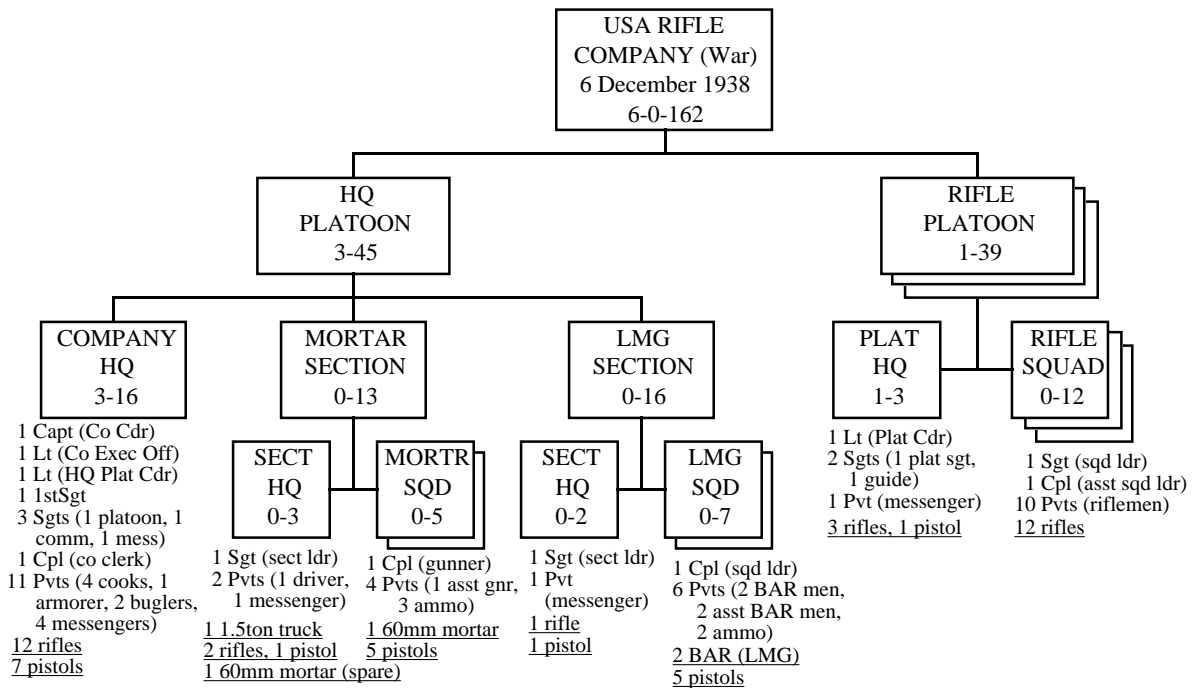 USA RIFLE
COMPANY (War)
6 December 1938
6-0-162
HQ
PLATOON
3-45
RIFLE
PLATOON
1-39
COMPANY
HQ
3-16
1 Capt (Co Cdr)
1 Lt (Co Exec Off)
1 Lt (HQ Plat Cdr)
1 1stSgt
3 Sgts (1 platoon, 1
comm, 1 mess)
1 Cpl (co clerk)
11 Pvts (4 cooks, 1
armorer, 2 buglers,
4 messengers)
12 rifles
7 pistols
MORTAR
SECTION
0-13
SECT
HQ
0-3
1 Sgt (sect ldr)
2 Pvts (1 driver,
1 messenger)
1 1.5ton truck
2 rifles, 1 pistol
1 60mm mortar (spare)
MORTR
SQD
0-5
1 Cpl (gunner)
4 Pvts (1 asst gnr,
3 ammo)
1 60mm mortar
5 pistols
LMG
SECTION
0-16
SECT
HQ
0-2
1 Sgt (sect ldr)
1 Pvt
(messenger)
1 rifle
1 pistol
LMG
SQD
0-7
1 Cpl (sqd ldr)
6 Pvts (2 BAR men,
2 asst BAR men,
2 ammo)
2 BAR (LMG)
5 pistols
PLAT
HQ
1-3
1 Lt (Plat Cdr)
2 Sgts (1 plat sgt,
1 guide)
1 Pvt (messenger)
3 rifles, 1 pistol
RIFLE
SQUAD
0-12
1 Sgt (sqd ldr)
1 Cpl (asst sqd ldr)
10 Pvts (riflemen)
12 rifles